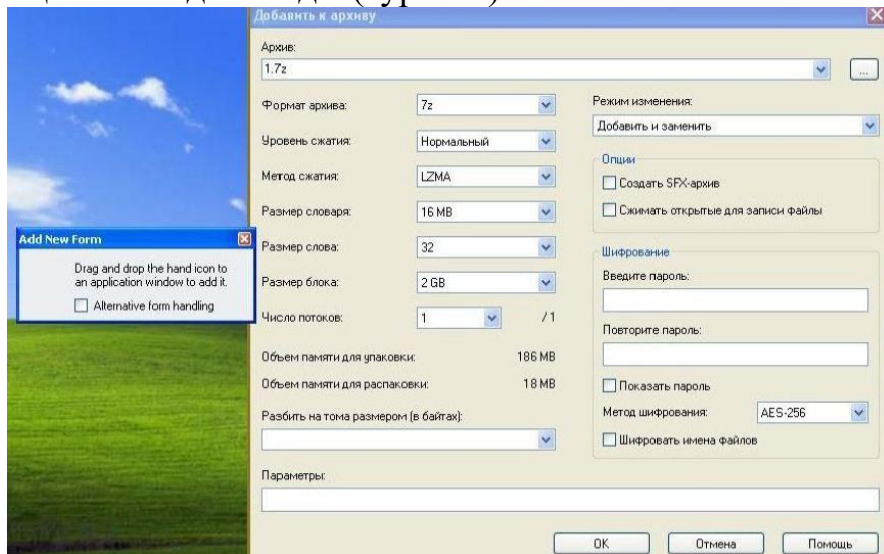 Добавить к архиву
Архив:
1.7z
...
Формат архива:
7z
Уровень сжатия:
Нормальный
Метод сжатия:
LZMA
Размер словаря:
16 MB
Размер слова:
32
Размер блока:
2 GB
Число потоков:
1
/ 1
Объем памяти для упаковки:
186 MB
Объем памяти для распаковки:
18 MB
Разбить на тома размером (в байтах):
Режим изменения:
Добавить и заменить
Опции
Создать SFX-архив
Сжимать открытые для записи файлы
Шифрование
Введите пароль:
Повторите пароль:
Показать пароль
Метод шифрования:
AES-256
Шифровать имена файлов
Параметры:
OK
Отмена
Помощь
Add New Form
Drag and drop the hand icon to
an application window to add it.
Alternative form handling